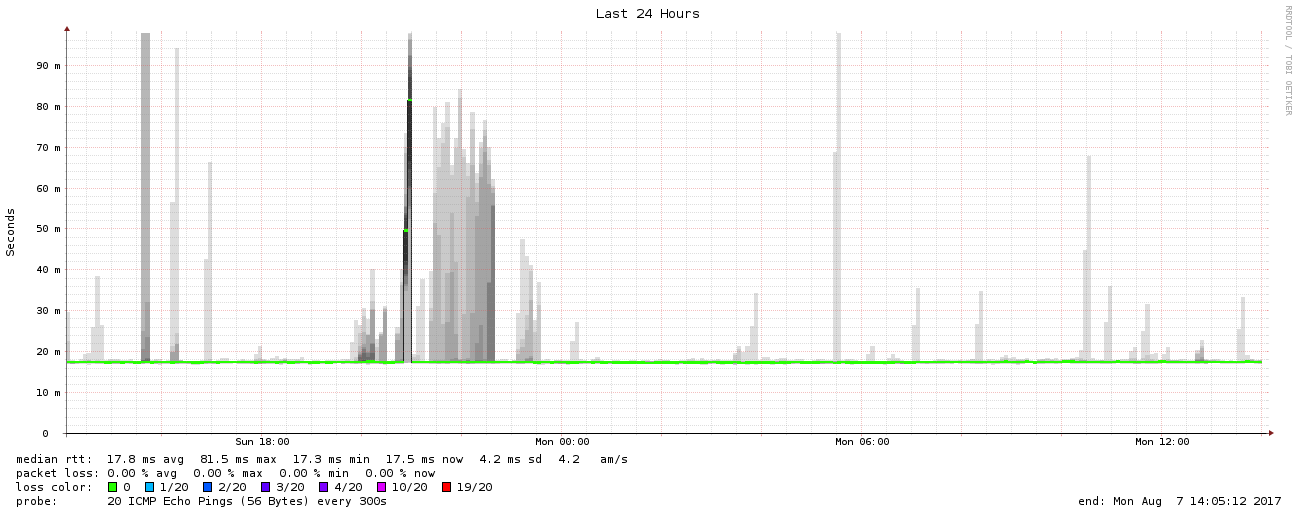 Last 24 Hours
RRDTOOL / TOBI OETIKER
Seconds
90 m
80 m
70 m
60 m
50 m
40 m
30 m
20 m
10 m
0
Sun 18:00 Mon 00:00 Mon 06:00 Mon 12:00
median rtt: 17.8 ms avg 81.5 ms max 17.3 ms min 17.5 ms now 4.2 ms sd 4.2 am/s
packet loss: 0.00 % avg 0.00 % max 0.00 % min 0.00 % now
loss color: 0 1/20 2/20 3/20 4/20 10/20 19/20
probe: 20 ICMP Echo Pings (56 Bytes) every 300s end: Mon Aug 7 14:05:12 2017